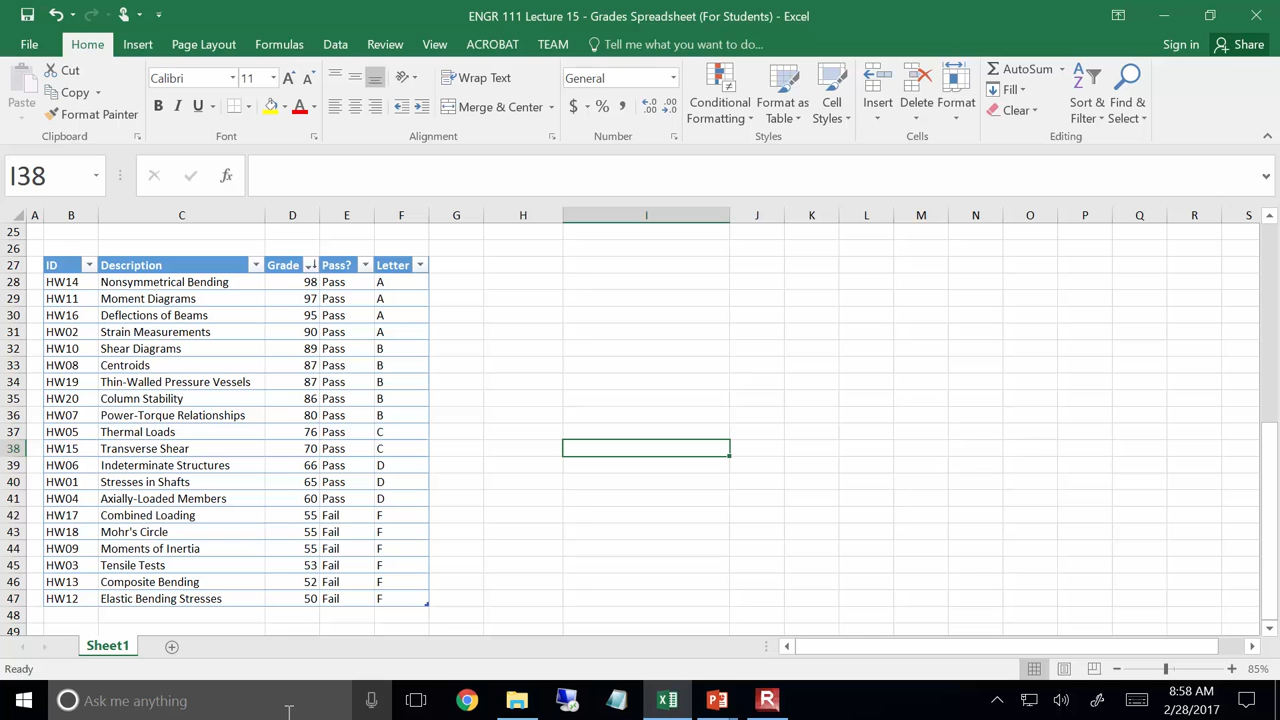 ENGR 111 Lecture 15 - Grades Spreadsheet (For Students) - Excel
File Home Insert Page Layout Formulas Data Review View ACROBAT TEAM Tell me what you want to do... Sign in Share
Paste
Cut
Copy
Format Painter
Clipboard
Calibri 11
B I U
Font
Wrap Text
Merge & Center
Alignment
General
$ % ,
Number
Conditional Formatting
Format as Table
Cell Styles
Styles
Insert Delete Format
Cells
AutoSum
Fill
Clear
Sort & Filter
Find & Select
Editing
I38 fx
A B C D E F G H I J K L M N O P Q R S
25
26
27 ID Description Grade Pass? Letter
28 HW14 Nonsymmetrical Bending 98 Pass A
29 HW11 Moment Diagrams 97 Pass A
30 HW16 Deflections of Beams 95 Pass A
31 HW02 Strain Measurements 90 Pass A
32 HW10 Shear Diagrams 89 Pass B
33 HW08 Centroids 87 Pass B
34 HW19 Thin-Walled Pressure Vessels 87 Pass B
35 HW20 Column Stability 86 Pass B
36 HW07 Power-Torque Relationships 80 Pass B
37 HW05 Thermal Loads 76 Pass C
38 HW15 Transverse Shear 70 Pass C
39 HW06 Indeterminate Structures 66 Pass D
40 HW01 Stresses in Shafts 65 Pass D
41 HW04 Axially-Loaded Members 60 Pass D
42 HW17 Combined Loading 55 Fail F
43 HW18 Mohr's Circle 55 Fail F
44 HW09 Moments of Inertia 55 Fail F
45 HW03 Tensile Tests 53 Fail F
46 HW13 Composite Bending 52 Fail F
47 HW12 Elastic Bending Stresses 50 Fail F
48
49
Sheet1
Ready 85%
Ask me anything
8:58 AM
2/28/2017